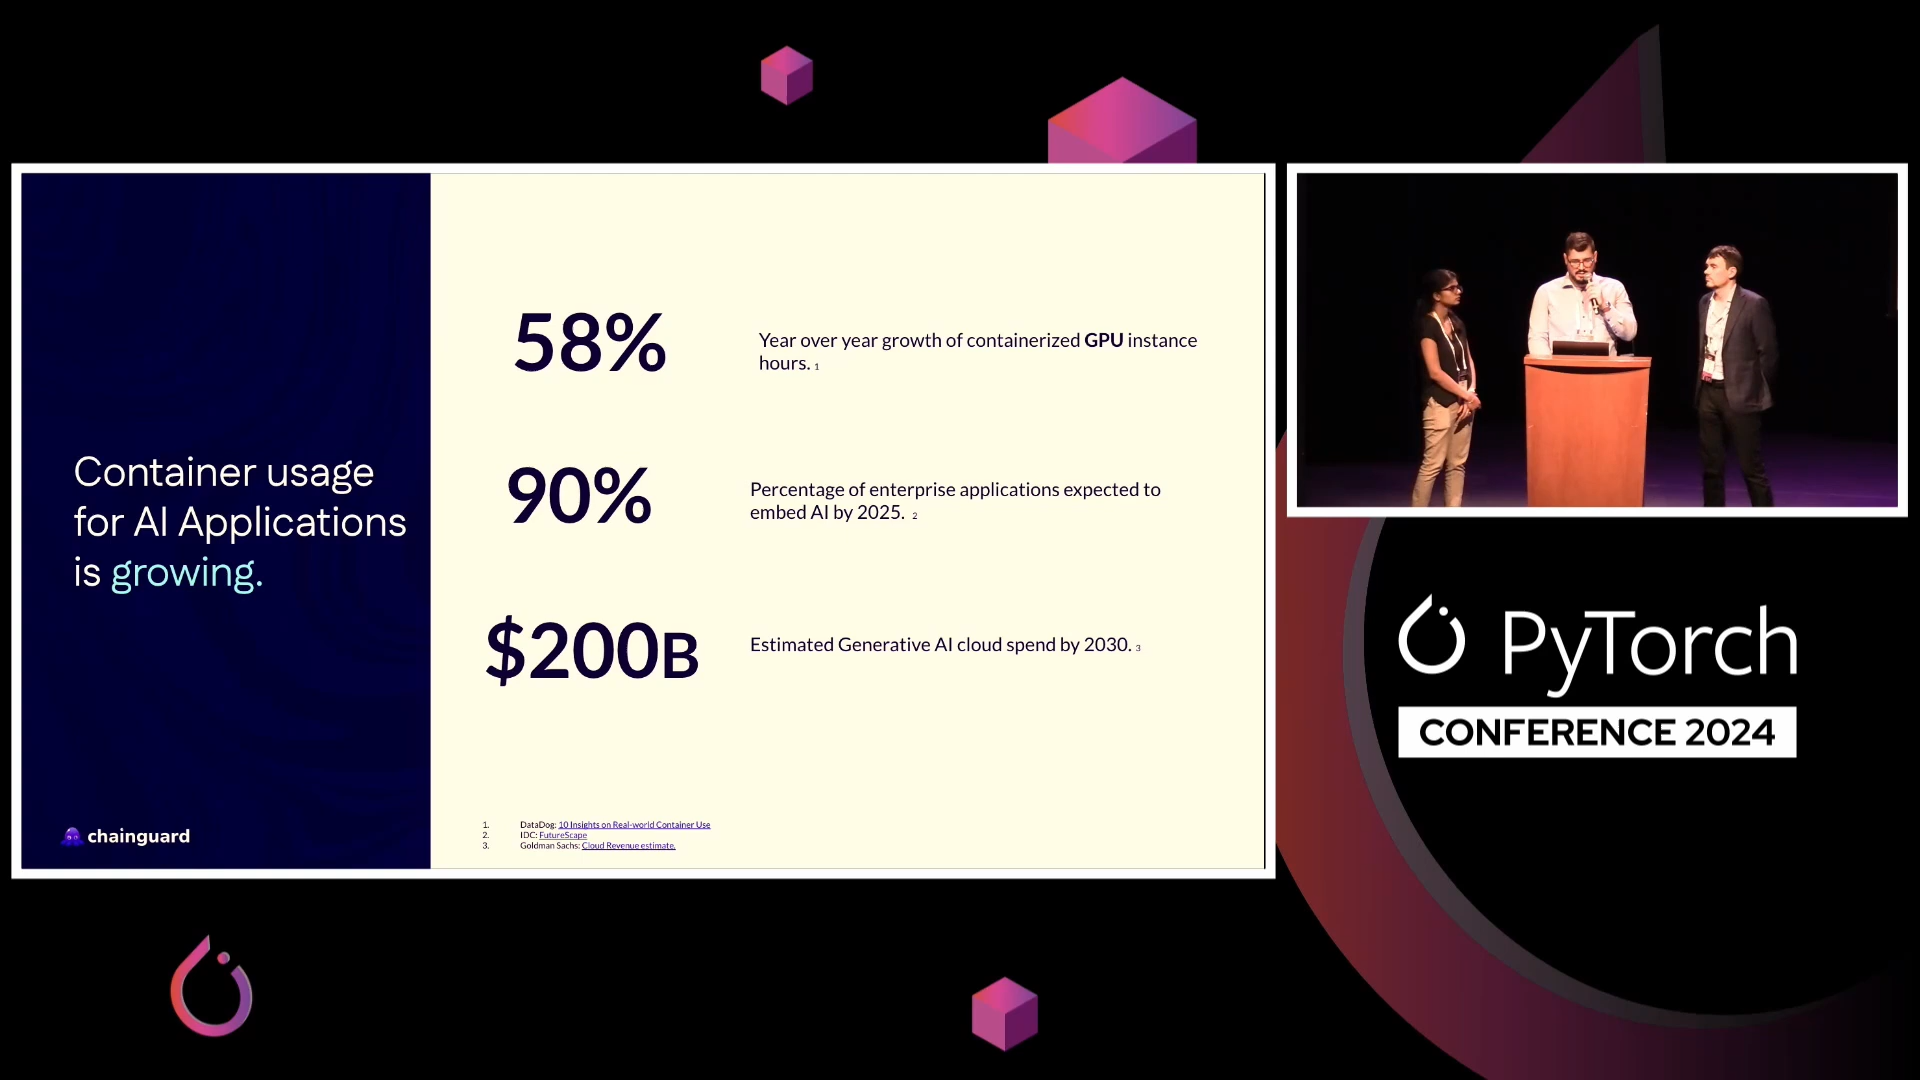 Container usage
for AI Applications
is growing.
chainguard
58%
Year over year growth of containerized GPU instance
hours. 1
90%
Percentage of enterprise applications expected to
embed AI by 2025. 2
$200B
Estimated Generative AI cloud spend by 2030. 3
1. DataDog: 10 Insights on Real-world Container Use
2. IDC: FutureScape
3. Goldman Sachs: Cloud Revenue estimate.
PyTorch
CONFERENCE 2024